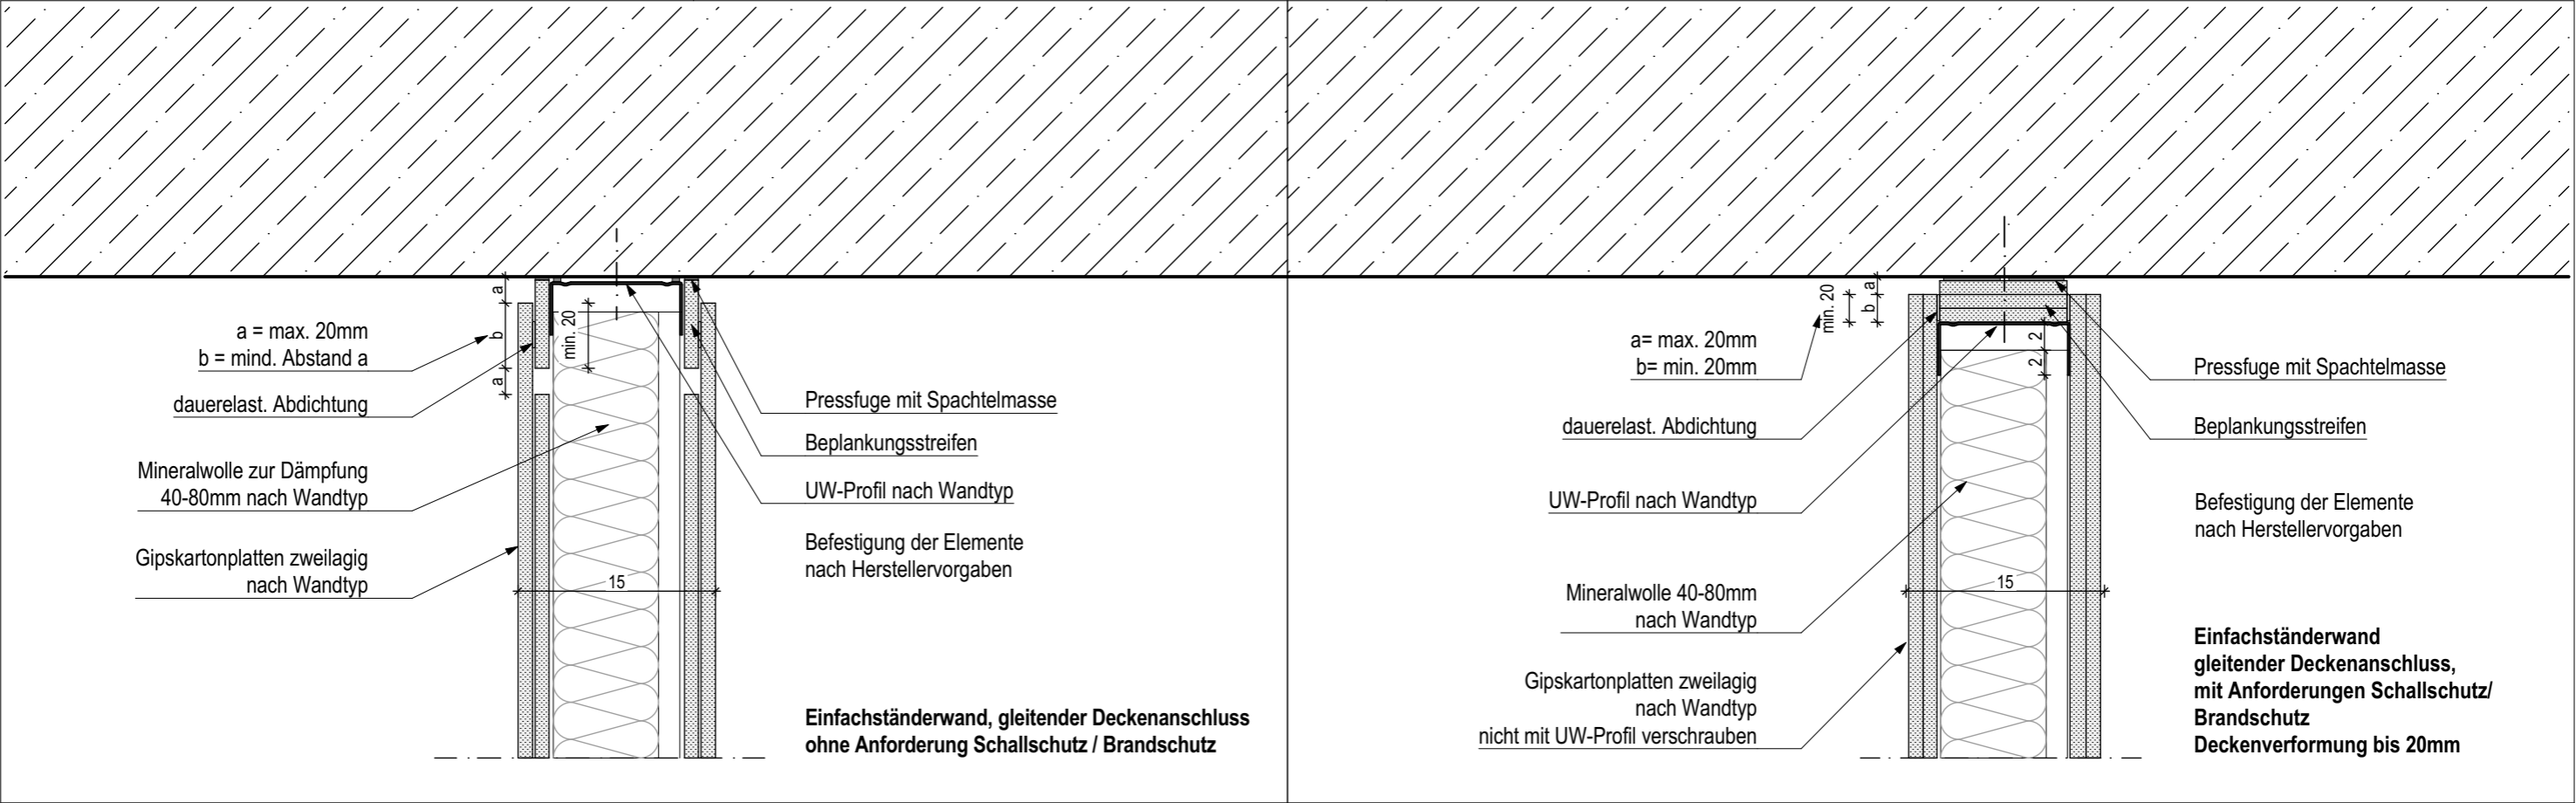 a
b
a
min. 20
a = max. 20mm
b = mind. Abstand a
dauerelast. Abdichtung
Mineralwolle zur Dämpfung
40-80mm nach Wandtyp
Gipskartonplatten zweilagig
nach Wandtyp
15
Pressfuge mit Spachtelmasse
Beplankungsstreifen
UW-Profil nach Wandtyp
Befestigung der Elemente
nach Herstellervorgaben
Einfachständerwand, gleitender Deckenanschluss
ohne Anforderung Schallschutz / Brandschutz
min. 20
a
b
2
2
a= max. 20mm
b= min. 20mm
dauerelast. Abdichtung
UW-Profil nach Wandtyp
Mineralwolle 40-80mm
nach Wandtyp
Gipskartonplatten zweilagig
nach Wandtyp
nicht mit UW-Profil verschrauben
15
Pressfuge mit Spachtelmasse
Beplankungsstreifen
Befestigung der Elemente
nach Herstellervorgaben
Einfachständerwand
gleitender Deckenanschluss,
mit Anforderungen Schallschutz/
Brandschutz
Deckenverformung bis 20mm